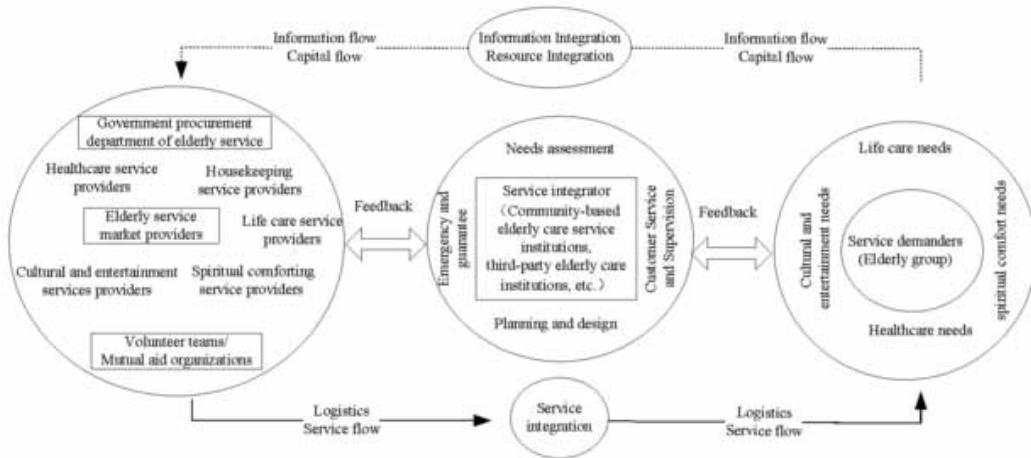 Information flow
Capital flow
Information Integration
Resource Integration
Information flow
Capital flow
Government procurement
department of elderly service
Healthcare service
providers
Housekeeping
service providers
Elderly service
market providers
Life care service
providers
Cultural and entertainment
services providers
Spiritual comforting
service providers
Volunteer teams/
Mutual aid organizations
Feedback
Needs assessment
Emergency and
guarantee
Service integrator
（Community-based
elderly care service
institutions,
third-party elderly care
institutions, etc.）
Customer Service
and Supervision
Planning and design
Feedback
Life care needs
Cultural and
entertainment needs
Service demanders
(Elderly group)
spiritual comfort needs
Healthcare needs
Logistics
Service flow
Service
integration
Logistics
Service flow